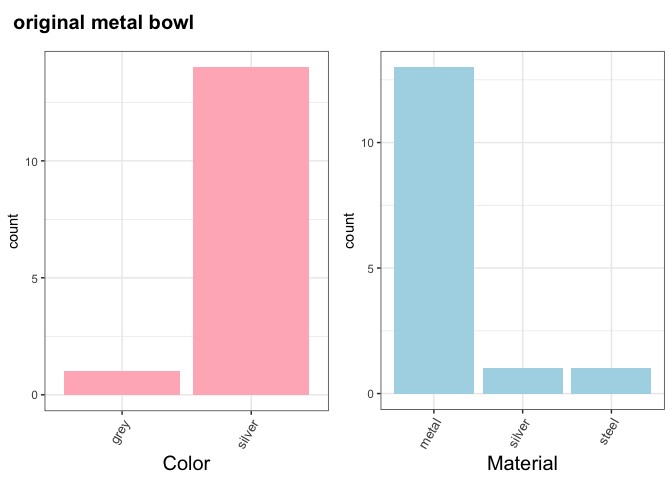 original metal bowl
count
10
5
0
grey
silver
Color
count
10
5
0
metal
silver
steel
Material